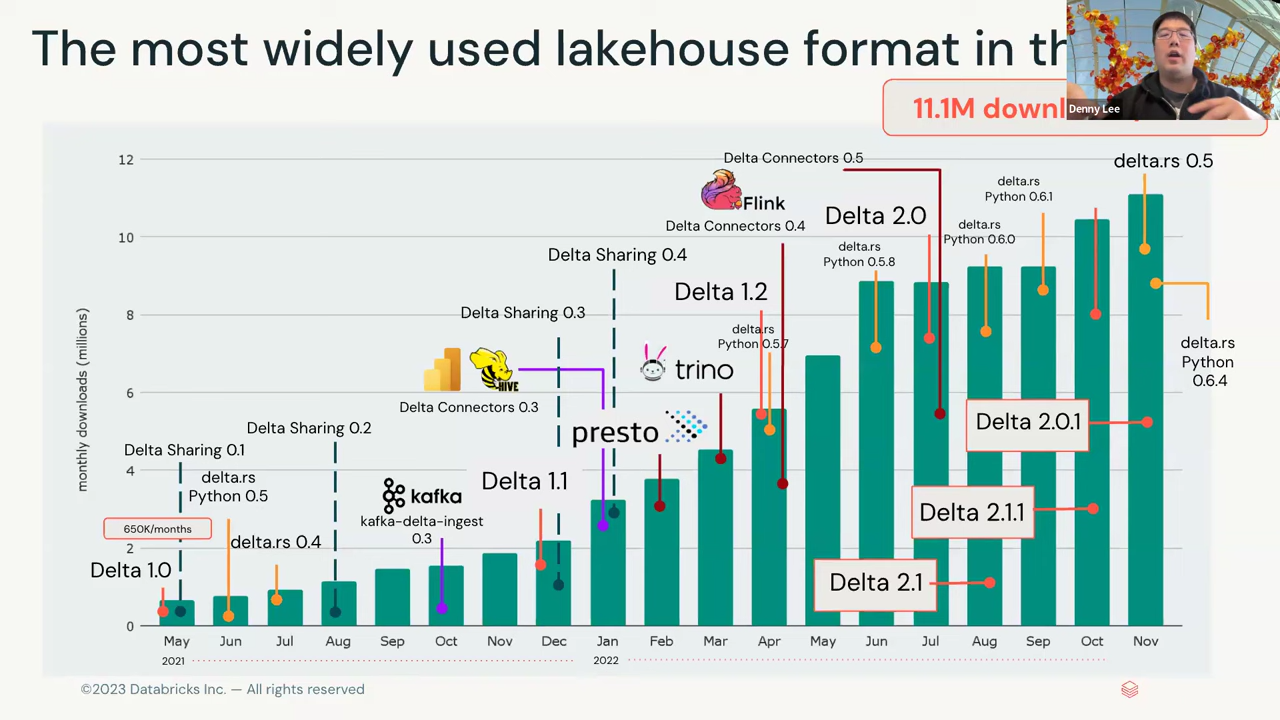 The most widely used lakehouse format in th
11.1M downl
Denny Lee
monthly downloads (millions)
12
10
8
6
4
2
0
Delta Connectors 0.5
delta.rs 0.5
Flink
Delta Connectors 0.4
Delta 2.0
delta.rs
Python 0.6.1
delta.rs
Python 0.6.0
delta.rs
Python 0.5.8
Delta Sharing 0.4
Delta 1.2
delta.rs
Python 0.5.7
Delta Sharing 0.3
trino
HIVE
Delta Connectors 0.3
delta.rs
Python
0.6.4
presto
Delta 2.0.1
Delta Sharing 0.2
Delta Sharing 0.1
delta.rs
Python 0.5
Delta 1.1
kafka
kafka-delta-ingest
0.3
Delta 2.1.1
650K/months
delta.rs 0.4
Delta 1.0
Delta 2.1
May Jun Jul Aug Sep Oct Nov Dec Jan Feb Mar Apr May Jun Jul Aug Sep Oct Nov
2021 2022
©2023 Databricks Inc. — All rights reserved